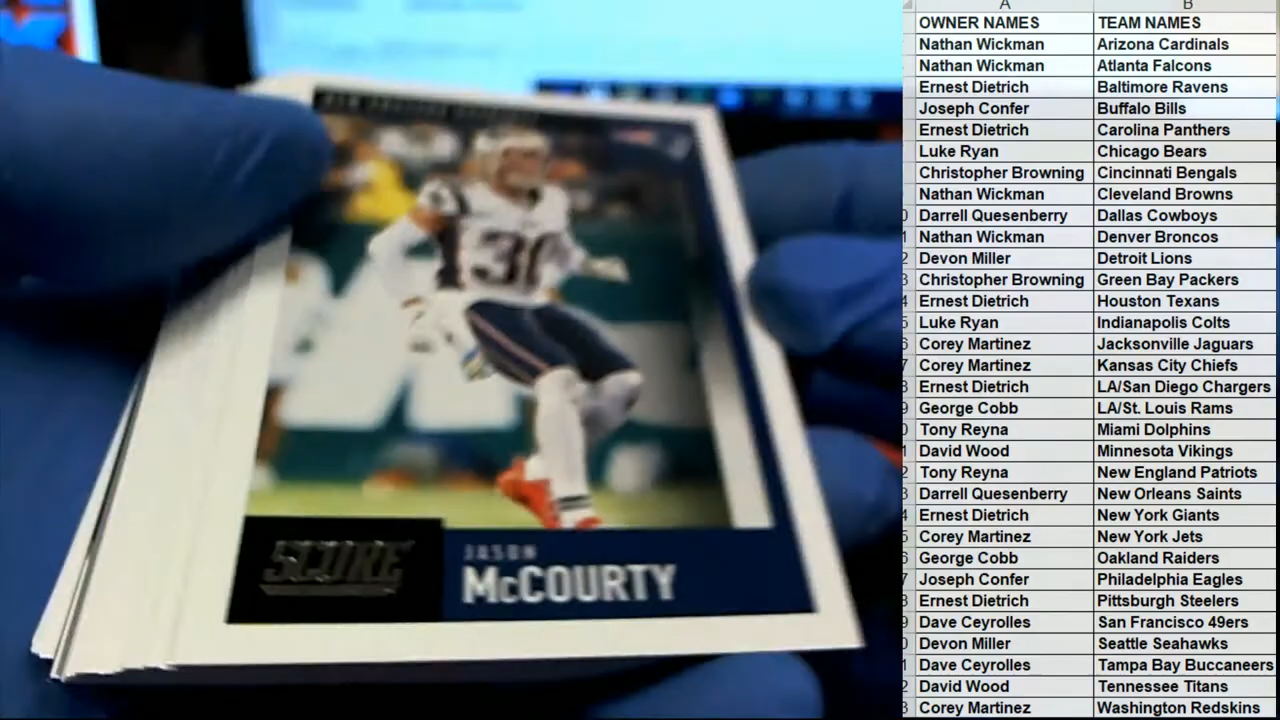 30
SCORE
JASON
McCOURTY
A B
OWNER NAMES TEAM NAMES
Nathan Wickman Arizona Cardinals
Nathan Wickman Atlanta Falcons
Ernest Dietrich Baltimore Ravens
Joseph Confer Buffalo Bills
Ernest Dietrich Carolina Panthers
Luke Ryan Chicago Bears
Christopher Browning Cincinnati Bengals
Nathan Wickman Cleveland Browns
Darrell Quesenberry Dallas Cowboys
Nathan Wickman Denver Broncos
Devon Miller Detroit Lions
Christopher Browning Green Bay Packers
Ernest Dietrich Houston Texans
Luke Ryan Indianapolis Colts
Corey Martinez Jacksonville Jaguars
Corey Martinez Kansas City Chiefs
Ernest Dietrich LA/San Diego Chargers
George Cobb LA/St. Louis Rams
Tony Reyna Miami Dolphins
David Wood Minnesota Vikings
Tony Reyna New England Patriots
Darrell Quesenberry New Orleans Saints
Ernest Dietrich New York Giants
Corey Martinez New York Jets
George Cobb Oakland Raiders
Joseph Confer Philadelphia Eagles
Ernest Dietrich Pittsburgh Steelers
Dave Ceyrolles San Francisco 49ers
Devon Miller Seattle Seahawks
Dave Ceyrolles Tampa Bay Buccaneers
David Wood Tennessee Titans
Corey Martinez Washington Redskins